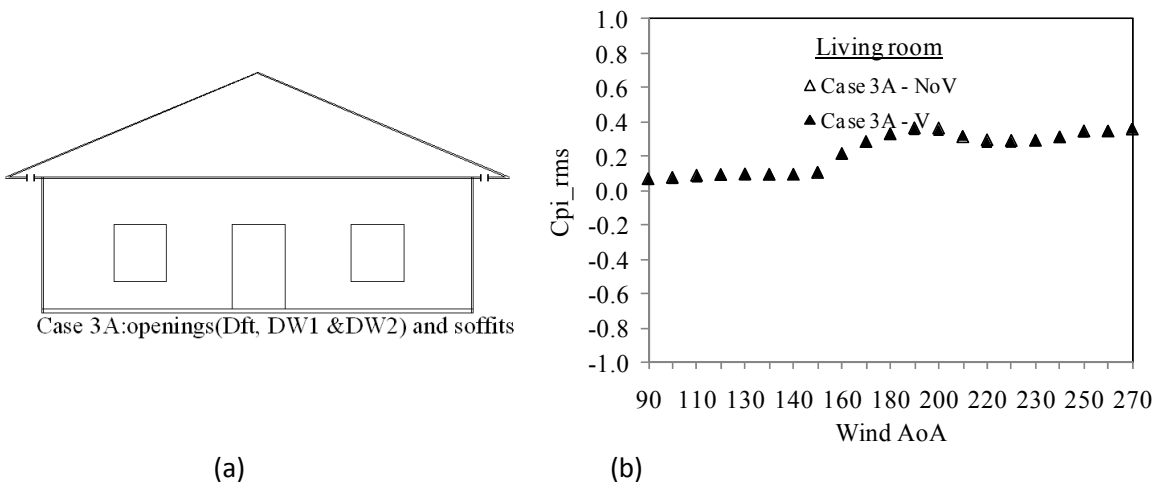 Case 3A:openings(Dft, DW1 &DW2) and soffits
(a)
Living room
Case 3A - NoV
Case 3A - V
Cpi_rms
1.0
0.8
0.6
0.4
0.2
0.0
-0.2
-0.4
-0.6
-0.8
-1.0
90 110 130 140 160 180 200 220 230 250 270
Wind AoA
(b)